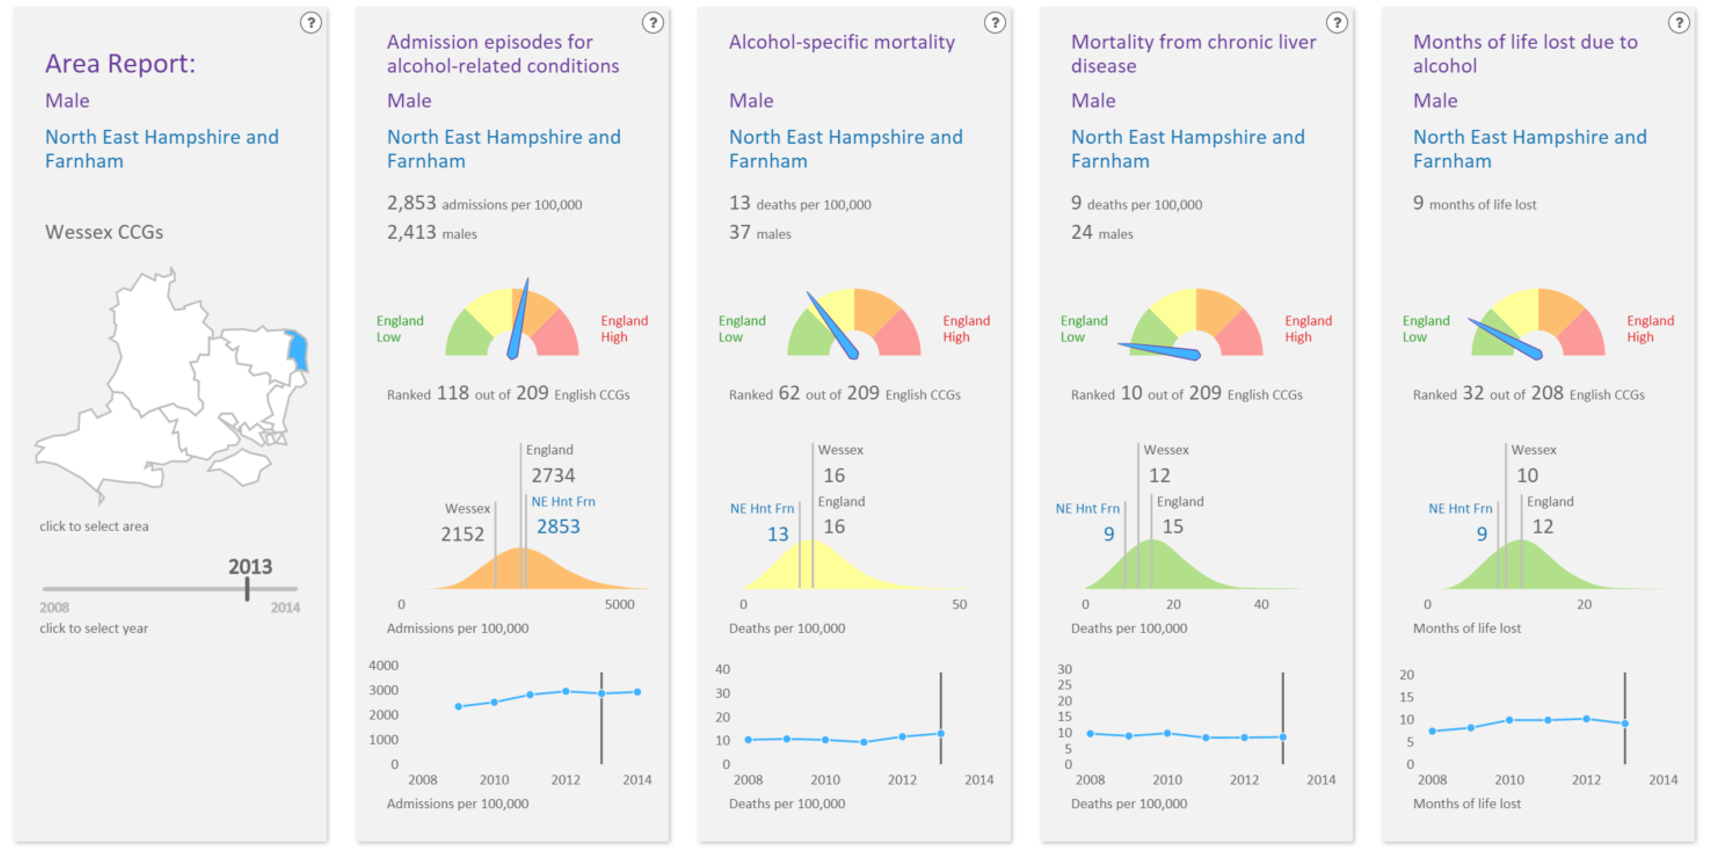 ?
Area Report:
Male
North East Hampshire and
Farnham
Wessex CCGs
click to select area
2013
2008 2014
click to select year
?
Admission episodes for
alcohol-related conditions
Male
North East Hampshire and
Farnham
2,853 admissions per 100,000
2,413 males
England
Low
England
High
Ranked 118 out of 209 English CCGs
England
2734
Wessex
2152
NE Hnt Frn
2853
0 5000
Admissions per 100,000
4000
3000
2000
1000
0
2008 2010 2012 2014
Admissions per 100,000
?
Alcohol-specific mortality
Male
North East Hampshire and
Farnham
13 deaths per 100,000
37 males
England
Low
England
High
Ranked 62 out of 209 English CCGs
Wessex
16
NE Hnt Frn
13
England
16
0 50
Deaths per 100,000
40
30
20
10
0
2008 2010 2012 2014
Deaths per 100,000
?
Mortality from chronic liver
disease
Male
North East Hampshire and
Farnham
9 deaths per 100,000
24 males
England
Low
England
High
Ranked 10 out of 209 English CCGs
Wessex
12
NE Hnt Frn
9
England
15
0 20 40
Deaths per 100,000
30
25
20
15
10
5
0
2008 2010 2012 2014
Deaths per 100,000
?
Months of life lost due to
alcohol
Male
North East Hampshire and
Farnham
9 months of life lost
England
Low
England
High
Ranked 32 out of 208 English CCGs
Wessex
10
NE Hnt Frn
9
England
12
0 20
Months of life lost
20
15
10
5
0
2008 2010 2012 2014
Months of life lost